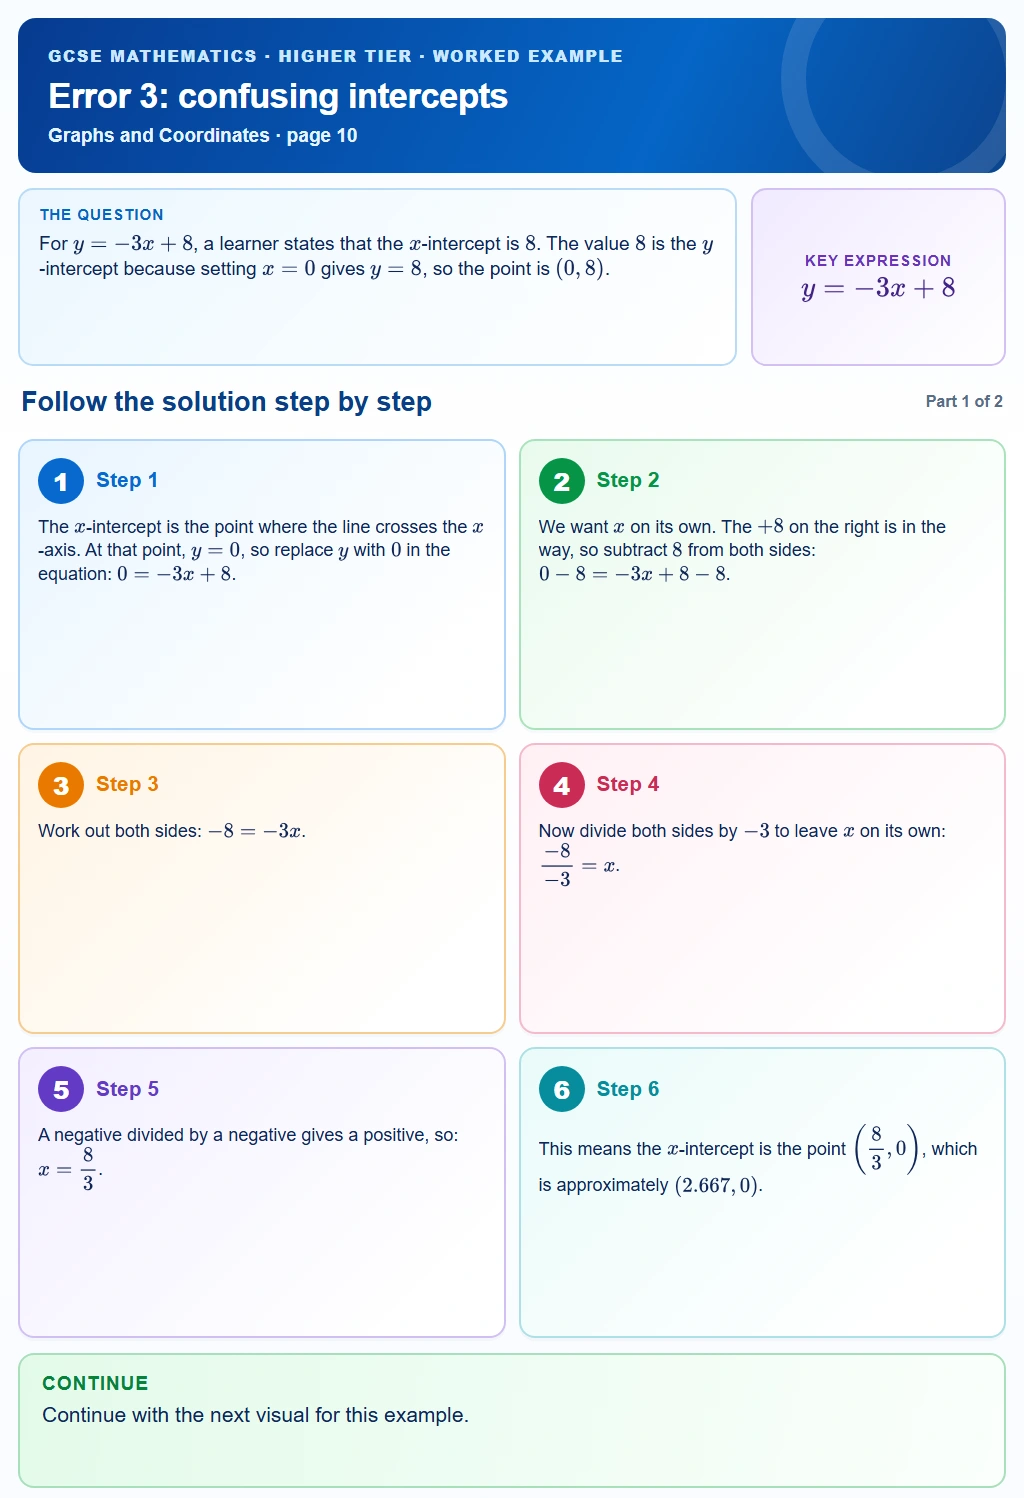 GCSE MATHEMATICS · HIGHER TIER · WORKED EXAMPLE
Error 3: confusing intercepts
Graphs and Coordinates · page 10
THE QUESTION
For y = −3x + 8, a learner states that the x-intercept is 8. The value 8 is the y
-intercept because setting x = 0 gives y = 8, so the point is (0, 8).
KEY EXPRESSION
y = −3x + 8
Follow the solution step by step
Part 1 of 2
1 Step 1
The x-intercept is the point where the line crosses the x
-axis. At that point, y = 0, so replace y with 0 in the
equation: 0 = −3x + 8.
2 Step 2
We want x on its own. The +8 on the right is in the
way, so subtract 8 from both sides:
0 − 8 = −3x + 8 − 8.
3 Step 3
Work out both sides: −8 = −3x.
4 Step 4
Now divide both sides by −3 to leave x on its own:
−8/−3 = x.
5 Step 5
A negative divided by a negative gives a positive, so:
x = 8/3.
6 Step 6
This means the x-intercept is the point (8/3, 0), which
is approximately (2.667, 0).
CONTINUE
Continue with the next visual for this example.